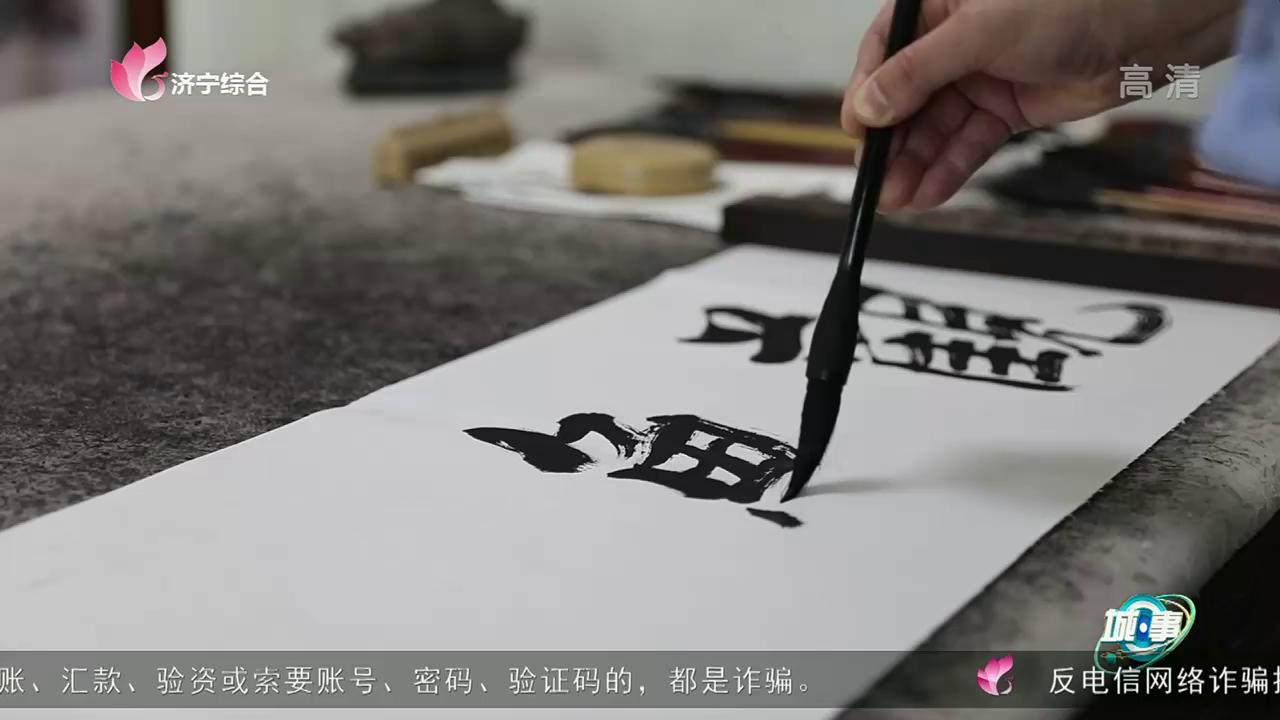 济宁综合
高清
城事
账、汇款、验资或索要账号、密码、验证码的，都是诈骗。
反电信网络诈骗